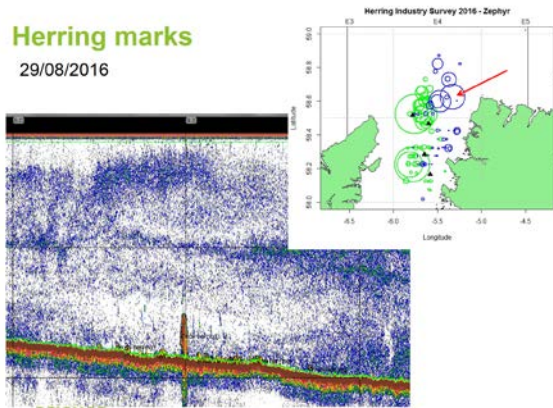 Herring marks
29/08/2016
Herring Industry Survey 2016 - Zephyr
E3
E4
E5
59.0
58.8
58.6
58.4
58.2
58.0
Latitude
-6.5
-6.0
-5.5
-5.0
-4.5
Longitude